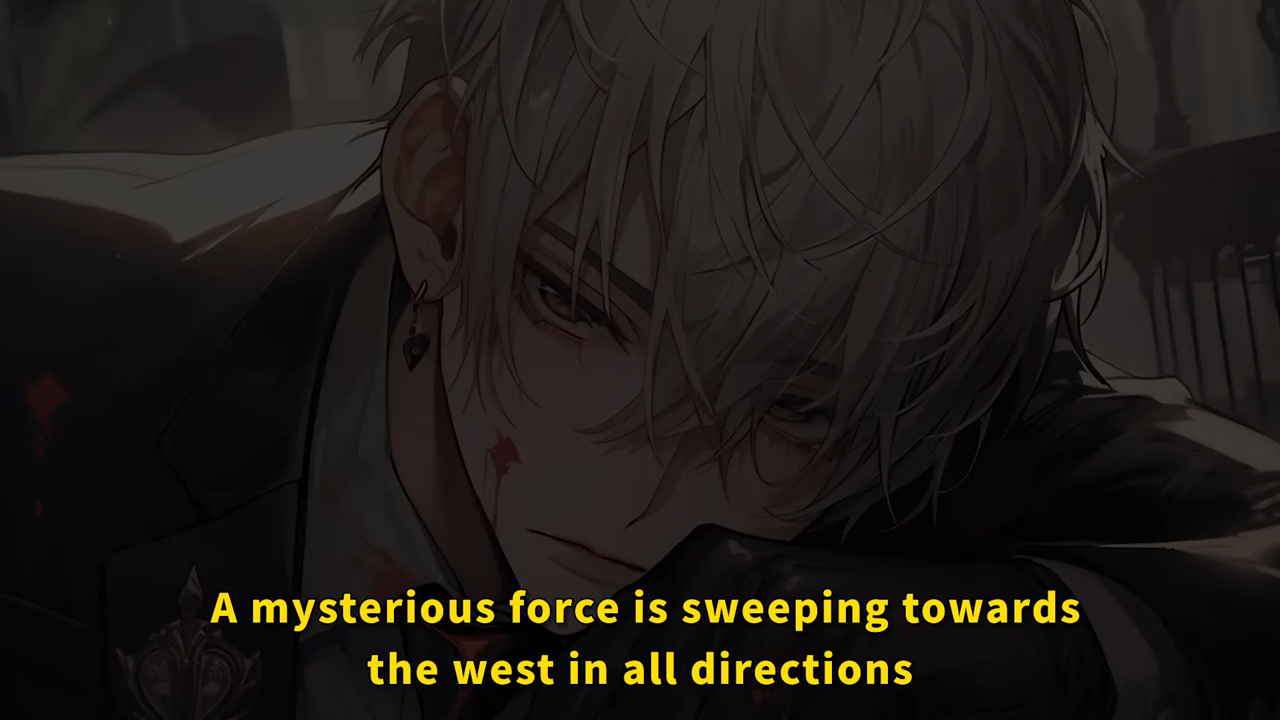 A mysterious force is sweeping towards
the west in all directions